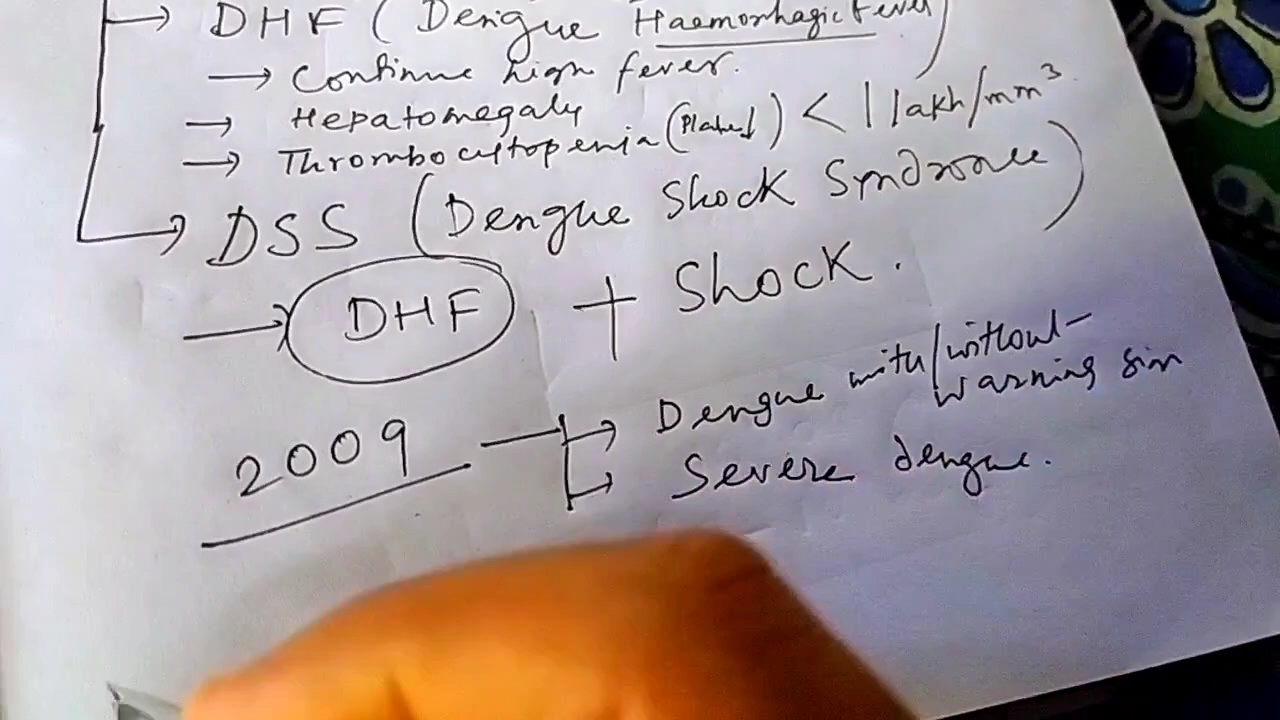 → DHF (Dengue Haemorhagic Fever)
→ Continue high fever.
→ Hepatomegaly
→ Thrombocytopenia (Platelet) < 1 lakh/mm³
→ DSS (Dengue Shock Syndrome)
→ DHF + Shock.
2009 → Dengue with/without
warning sign
→ Severe dengue.